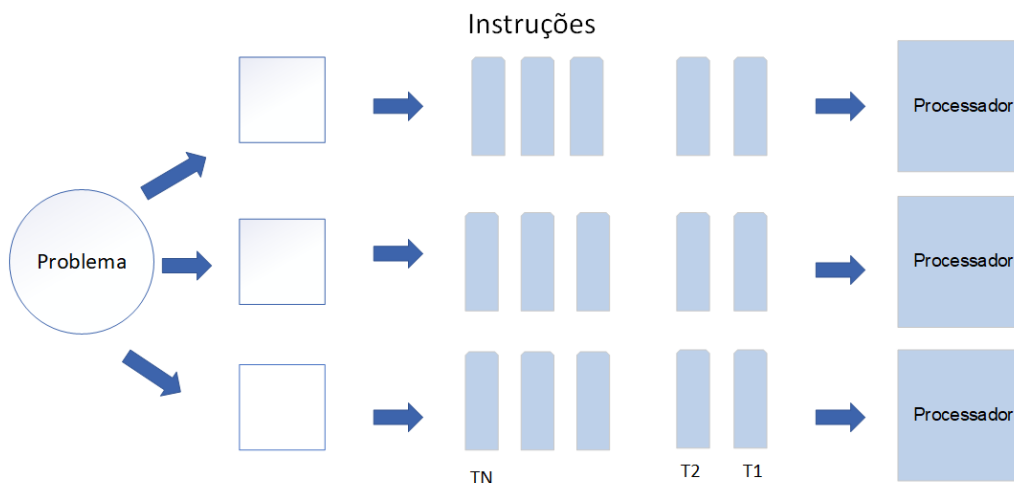 Instruções
Processador
Problema
Processador
Processador
TN
T2
T1